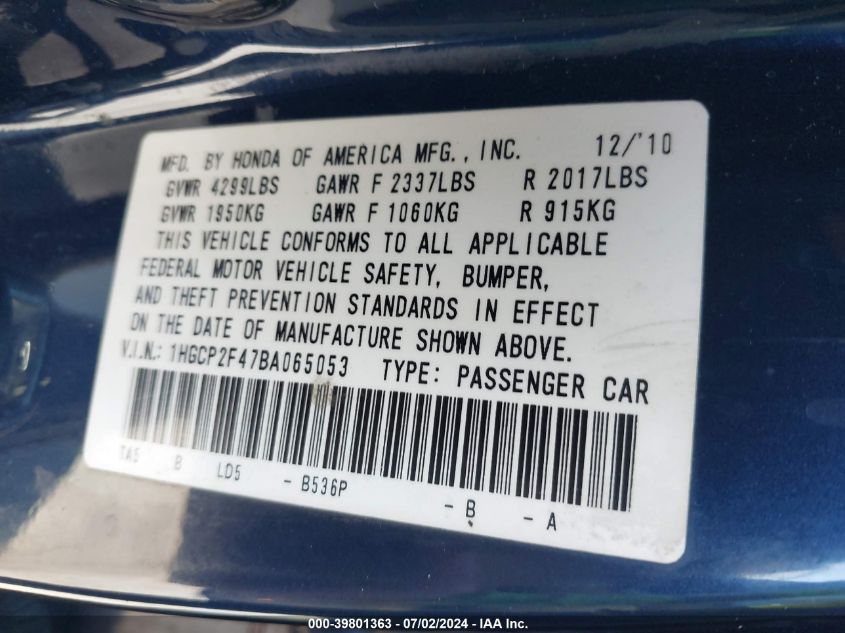 MFD. BY HONDA OF AMERICA MFG., INC. 12/'10
GVWR 4299LBS GAWR F 2337LBS R 2017LBS
GVWR 1950KG GAWR F 1060KG R 915KG
THIS VEHICLE CONFORMS TO ALL APPLICABLE
FEDERAL MOTOR VEHICLE SAFETY, BUMPER,
AND THEFT PREVENTION STANDARDS IN EFFECT
ON THE DATE OF MANUFACTURE SHOWN ABOVE.
V.I.N.: 1HGCP2F47BA065053 TYPE: PASSENGER CAR
TA5 B LD5 - B536P - B - A
000-39801363 | 07/02/2024 | IAA Inc.